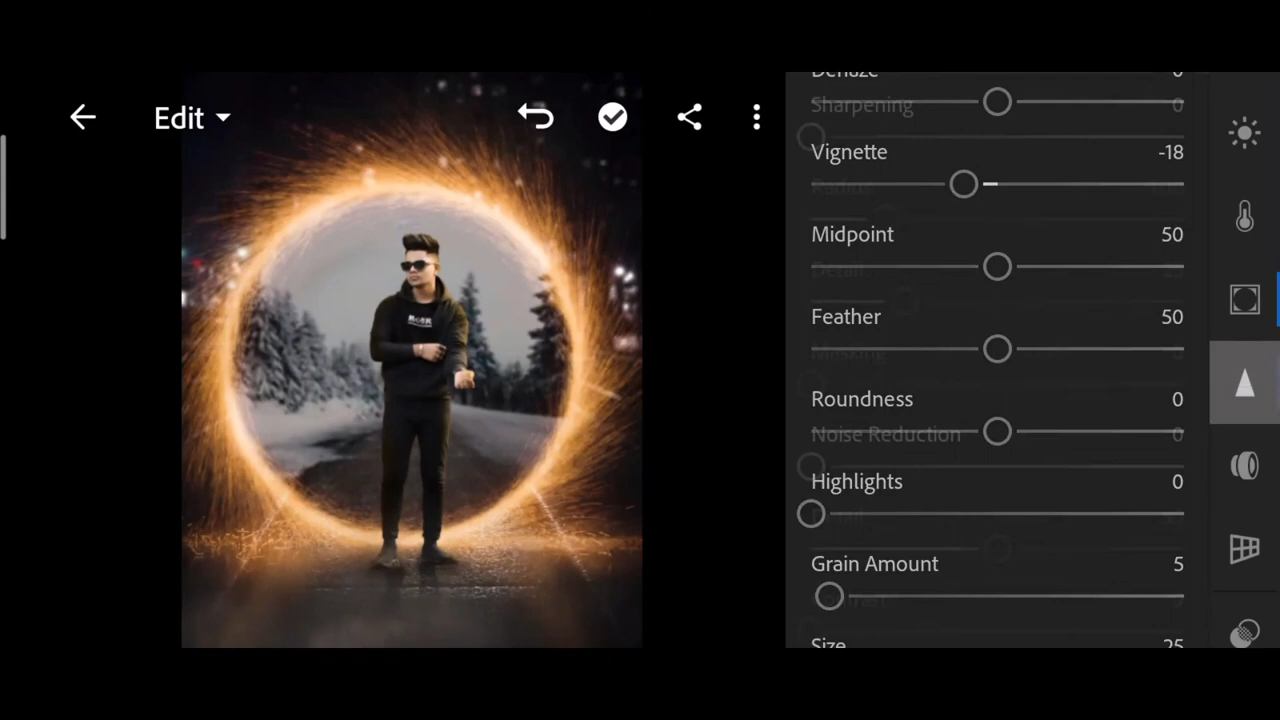 Edit
Dehaze 0
Sharpening 0
Vignette -18
Midpoint 50
Feather 50
Roundness 0
Noise Reduction 0
Highlights 0
Grain Amount 5
Size 25